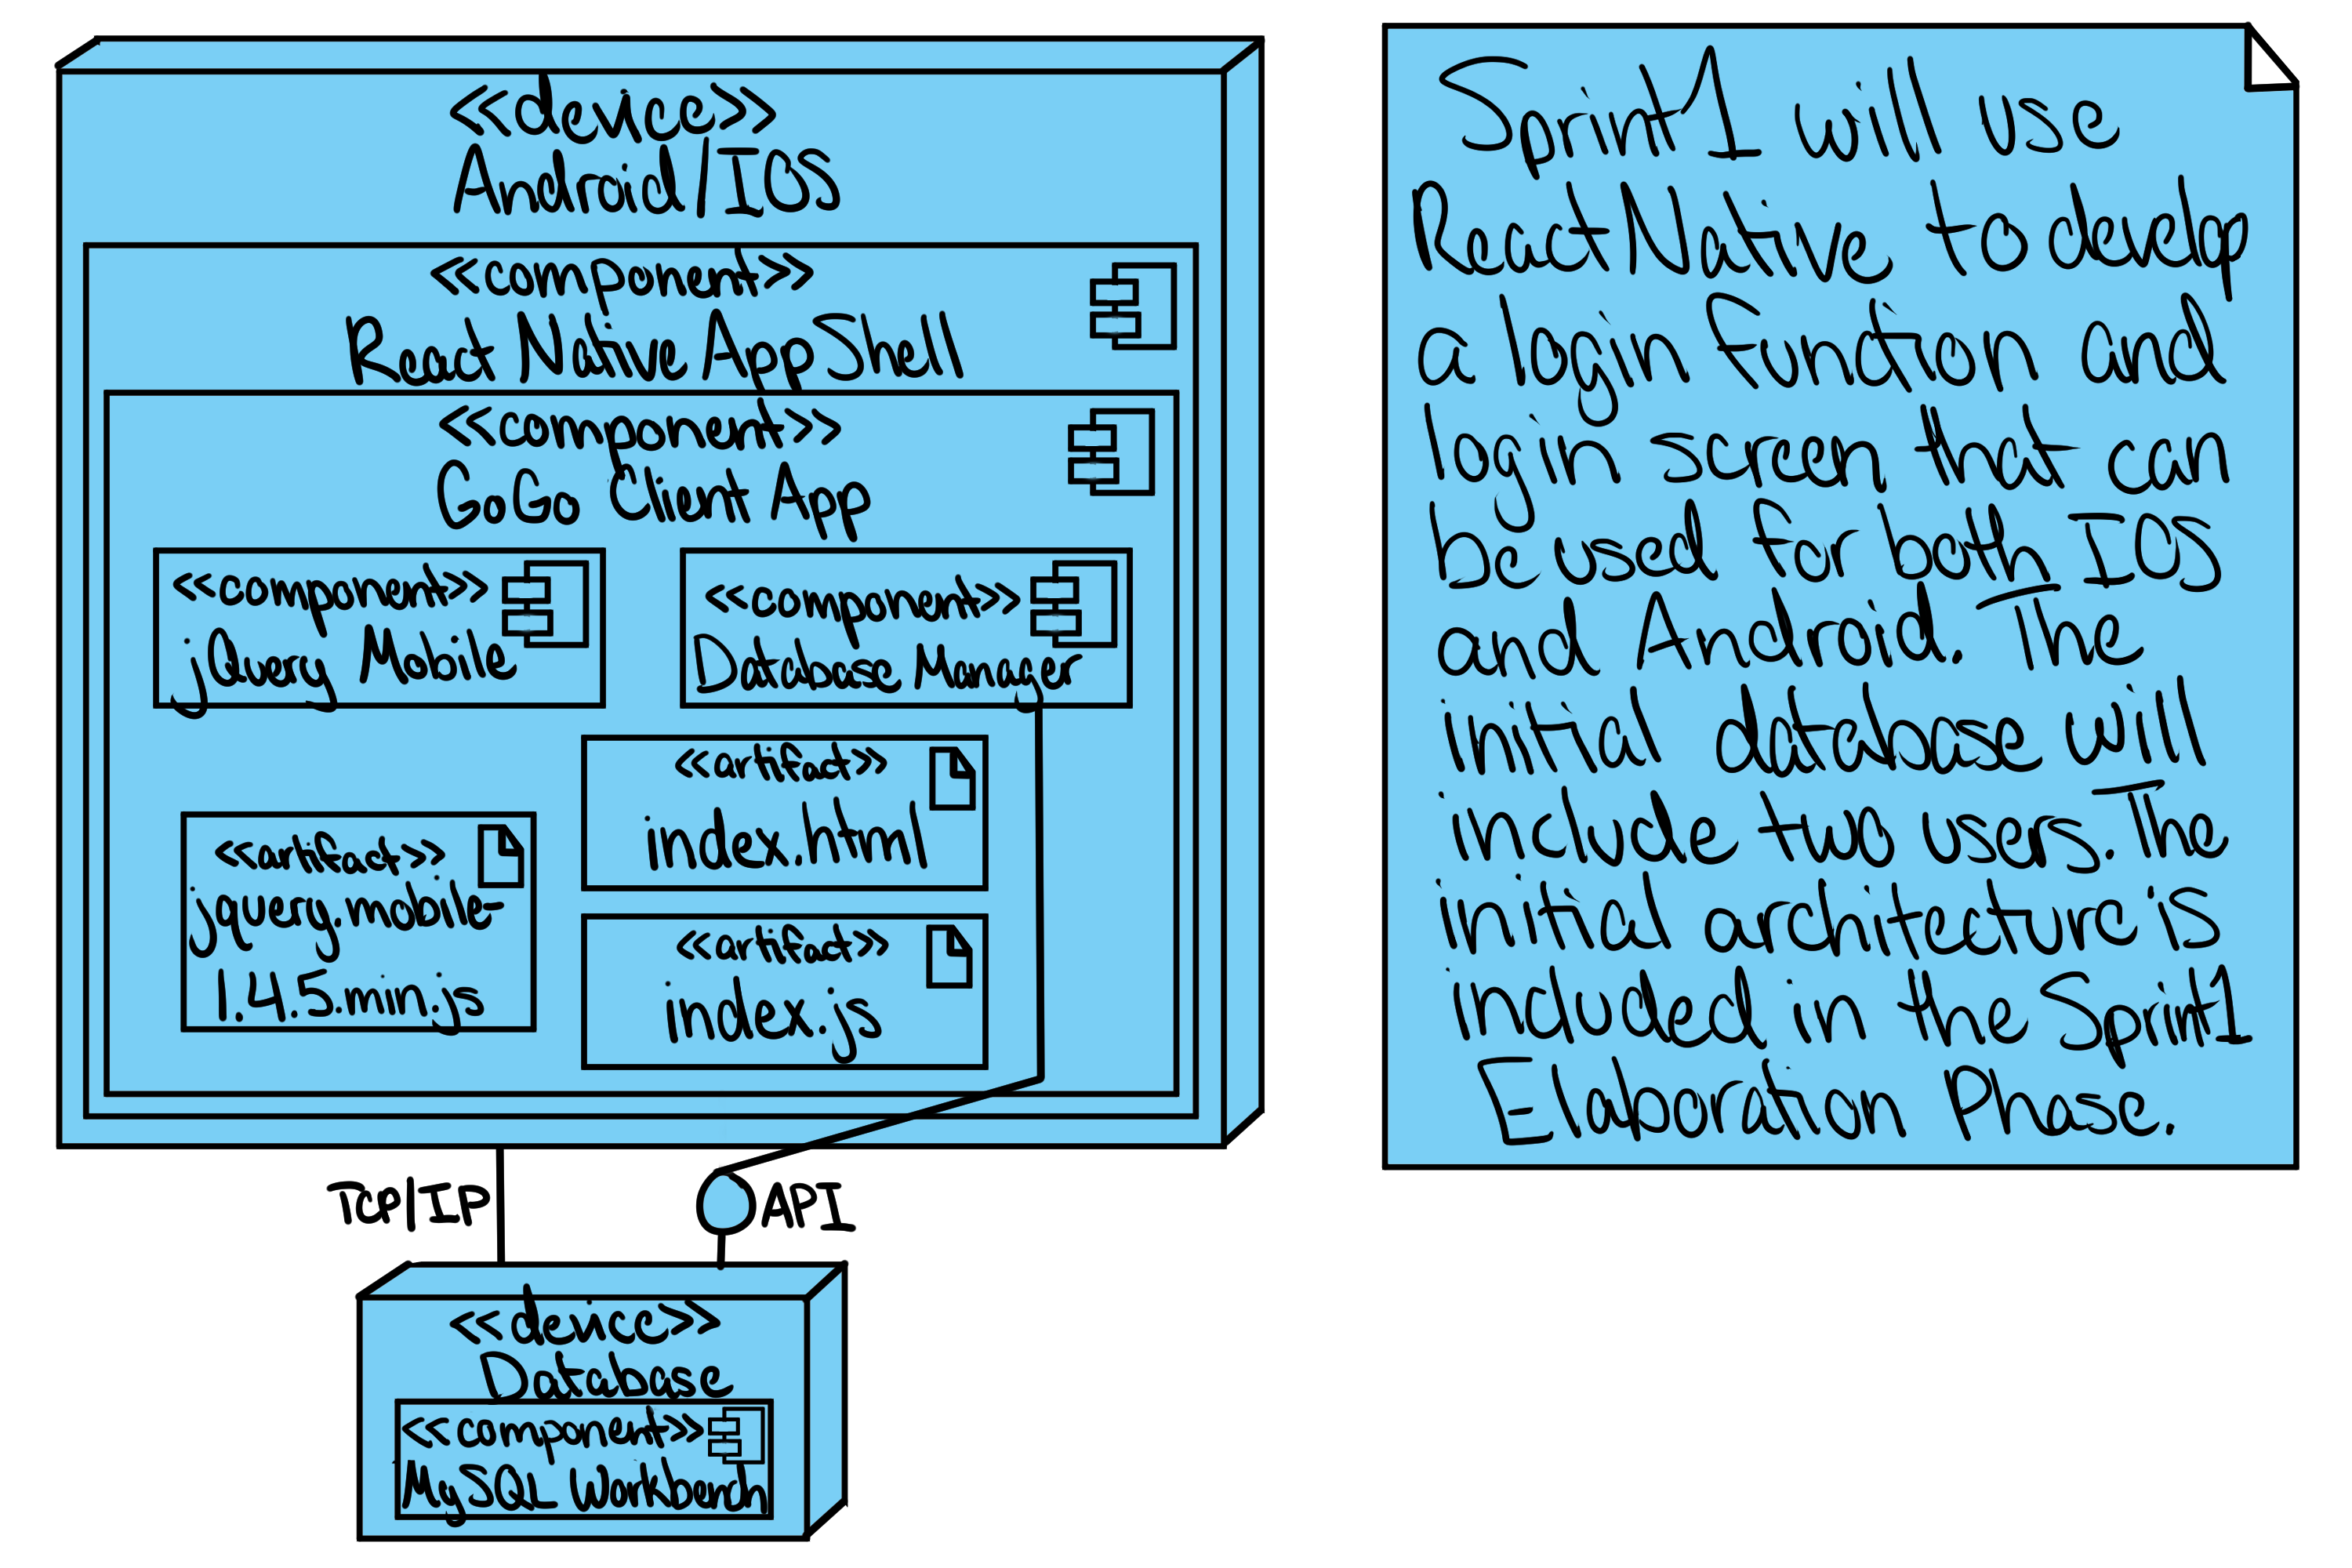 <<device>>
Android/IOS
<<component>>
React Native App Shell
<<component>>
GoGo Client App
<<component>>
jQuery Mobile
<<component>>
Database Manager
<<artifact>>
index.html
<<artifact>>
jquery.mobile-
1.4.5.min.js
<<artifact>>
index.js
TCP/IP
API
<<device>>
Database
<<component>>
MySQL Workbench
Sprint1 will use
React Native to develop
a login function and
login screen that can
be used for both IOS
and Android. The
initial database will
include two users. The
initial architecture is
included in the Sprint1
Elaboration Phase.